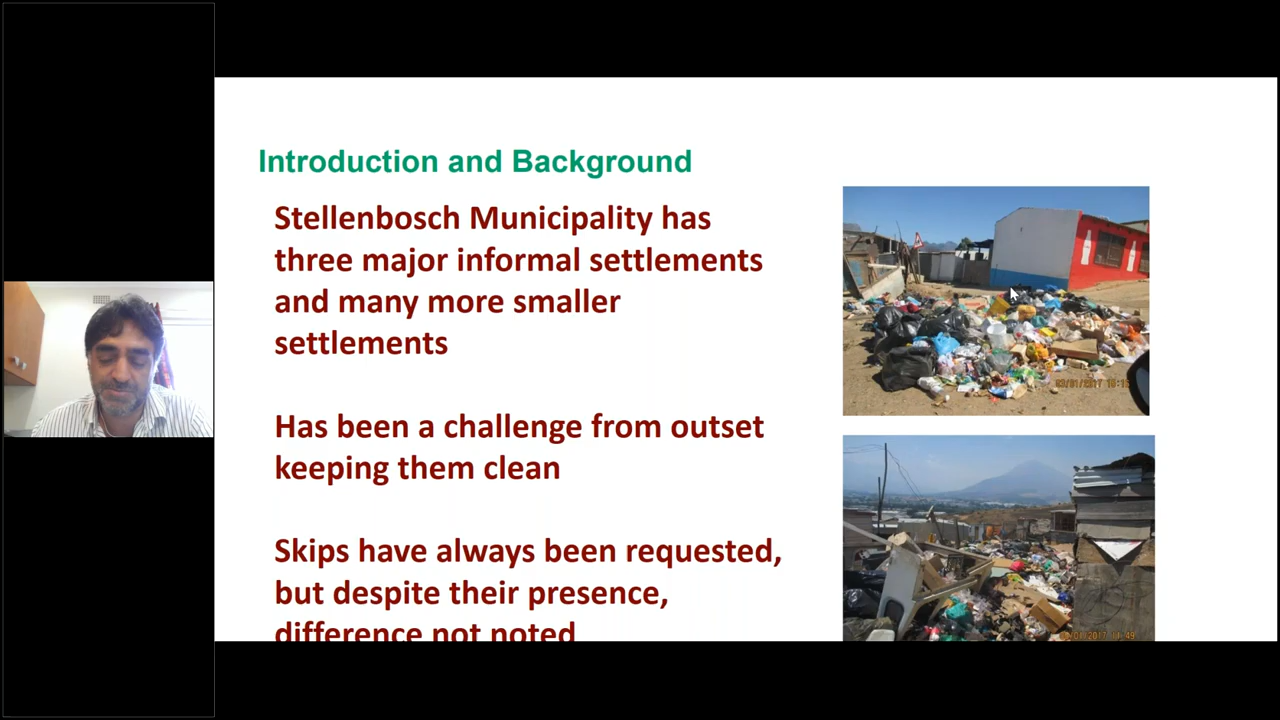 Introduction and Background
Stellenbosch Municipality has
three major informal settlements
and many more smaller
settlements
Has been a challenge from outset
keeping them clean
Skips have always been requested,
but despite their presence,
difference not noted